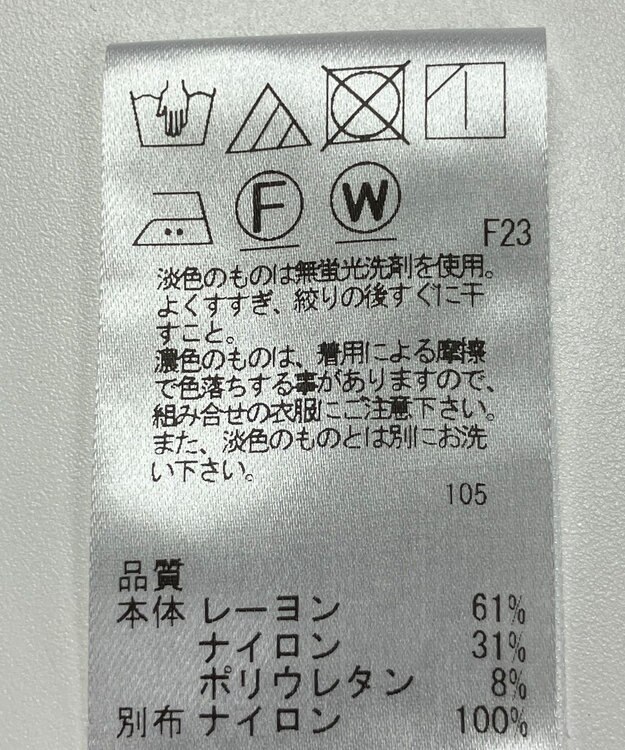 F W F23
淡色のものは無蛍光洗剤を使用。
よくすすぎ、絞りの後すぐに干
すこと。
濃色のものは、着用による摩擦
で色落ちする事がありますので、
組み合せの衣服にご注意下さい。
また、淡色のものとは別にお洗
い下さい。
105
品質
本体 レーヨン 61%
ナイロン 31%
ポリウレタン 8%
別布 ナイロン 100%